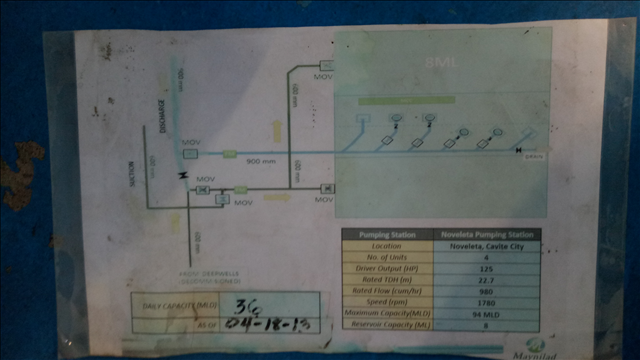 8ML
MOV
DISCHARGE
MOV
900 mm
SUCTION
MOV
MOV
MOV
DRAIN
FROM DEEPWELLS
(DECOMMISSIONED)
Pumping Station Noveleta Pumping Station
Location Noveleta, Cavite City
No. of Units 4
Driver Output (HP) 125
Rated TDH (m) 22.7
Rated Flow (cum/hr) 980
Speed (rpm) 1780
Maximum Capacity(MLD) 94 MLD
Reservoir Capacity (ML) 8
DAILY CAPACITY (MLD) 36
AS OF 04-18-13
Maynilad